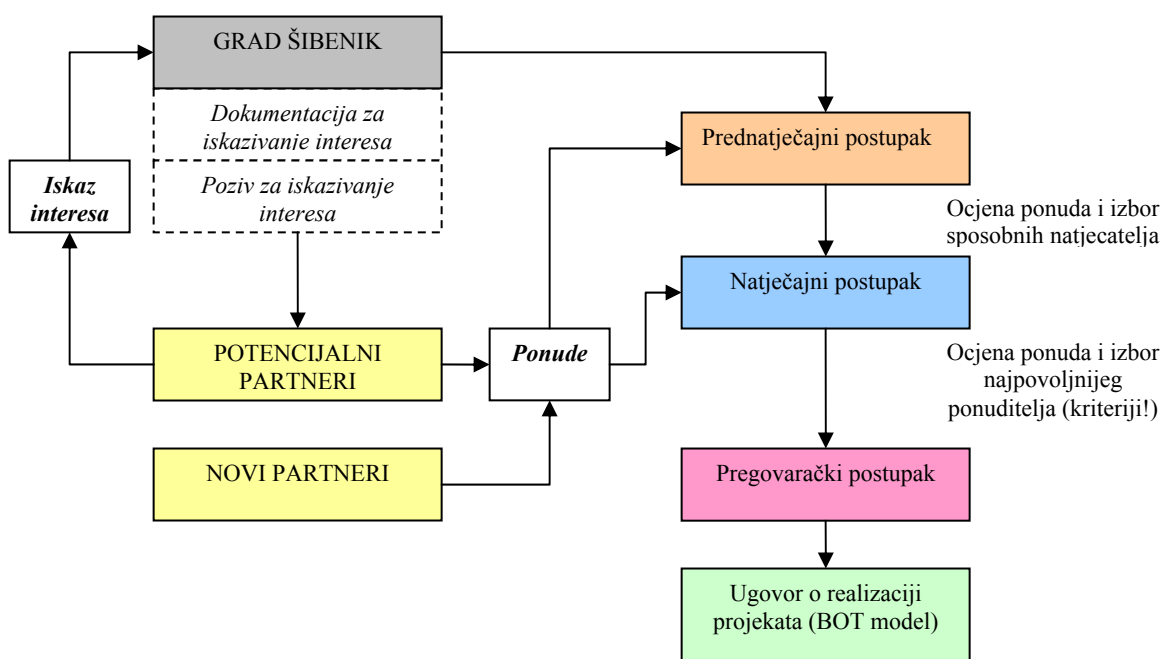 GRAD ŠIBENIK
Dokumentacija za
iskazivanje interesa
Poziv za iskazivanje
interesa
Iskaz
interesa
POTENCIJALNI
PARTNERI
NOVI PARTNERI
Ponude
Prednatječajni postupak
Ocjena ponuda i izbor
sposobnih natjecatelja
Natječajni postupak
Ocjena ponuda i izbor
najpovoljnijeg
ponuditelja (kriteriji!)
Pregovarački postupak
Ugovor o realizaciji
projekata (BOT model)